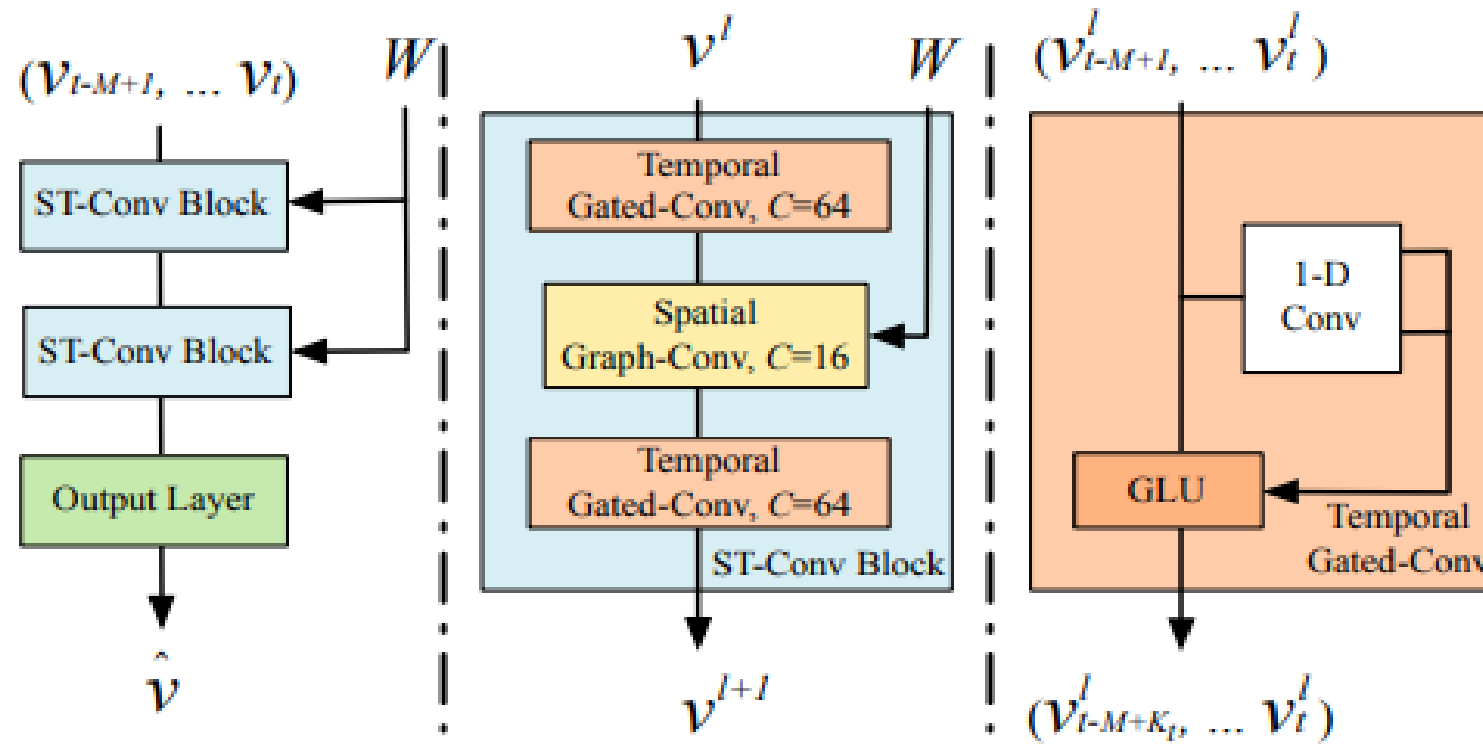 (v_{t-M+1}, ... v_t)
W
ST-Conv Block
ST-Conv Block
Output Layer
v̂
v^l
W
Temporal
Gated-Conv, C=64
Spatial
Graph-Conv, C=16
Temporal
Gated-Conv, C=64
ST-Conv Block
v^{l+1}
(v^l_{t-M+1}, ... v^l_t)
1-D
Conv
GLU
Temporal
Gated-Conv
(v^l_{t-M+K_t}, ... v^l_t)